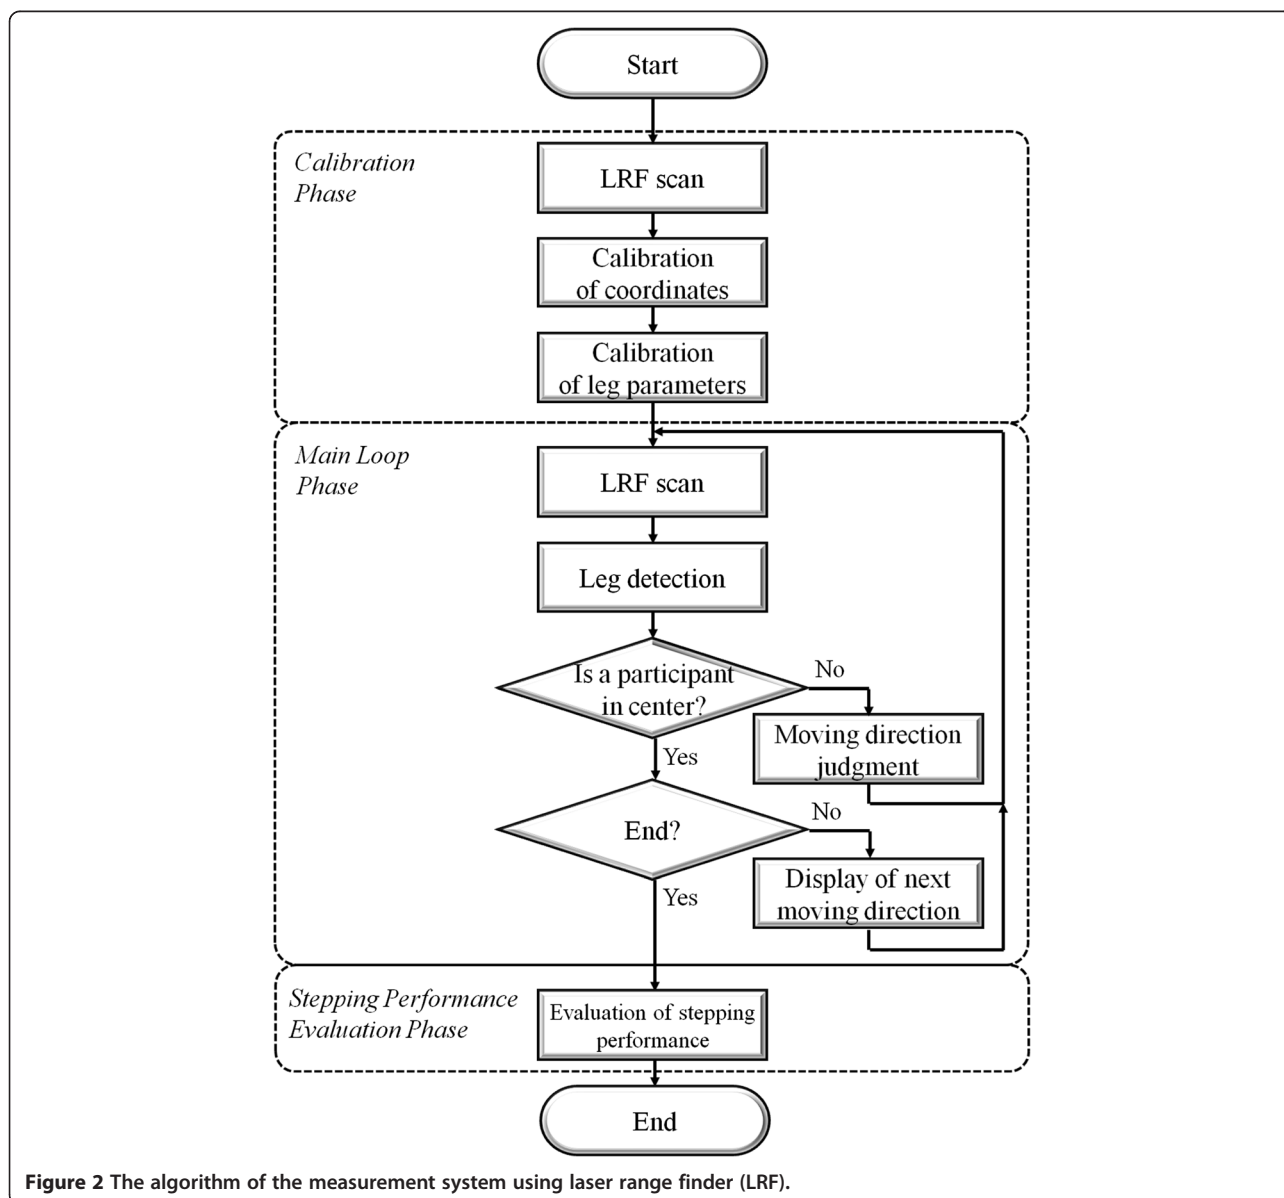 Start
Calibration
Phase
LRF scan
Calibration
of coordinates
Calibration
of leg parameters
Main Loop
Phase
LRF scan
Leg detection
Is a participant
in center?
No
Moving direction
judgment
Yes
End?
No
Display of next
moving direction
Yes
Stepping Performance
Evaluation Phase
Evaluation of stepping
performance
End
Figure 2 The algorithm of the measurement system using laser range finder (LRF).